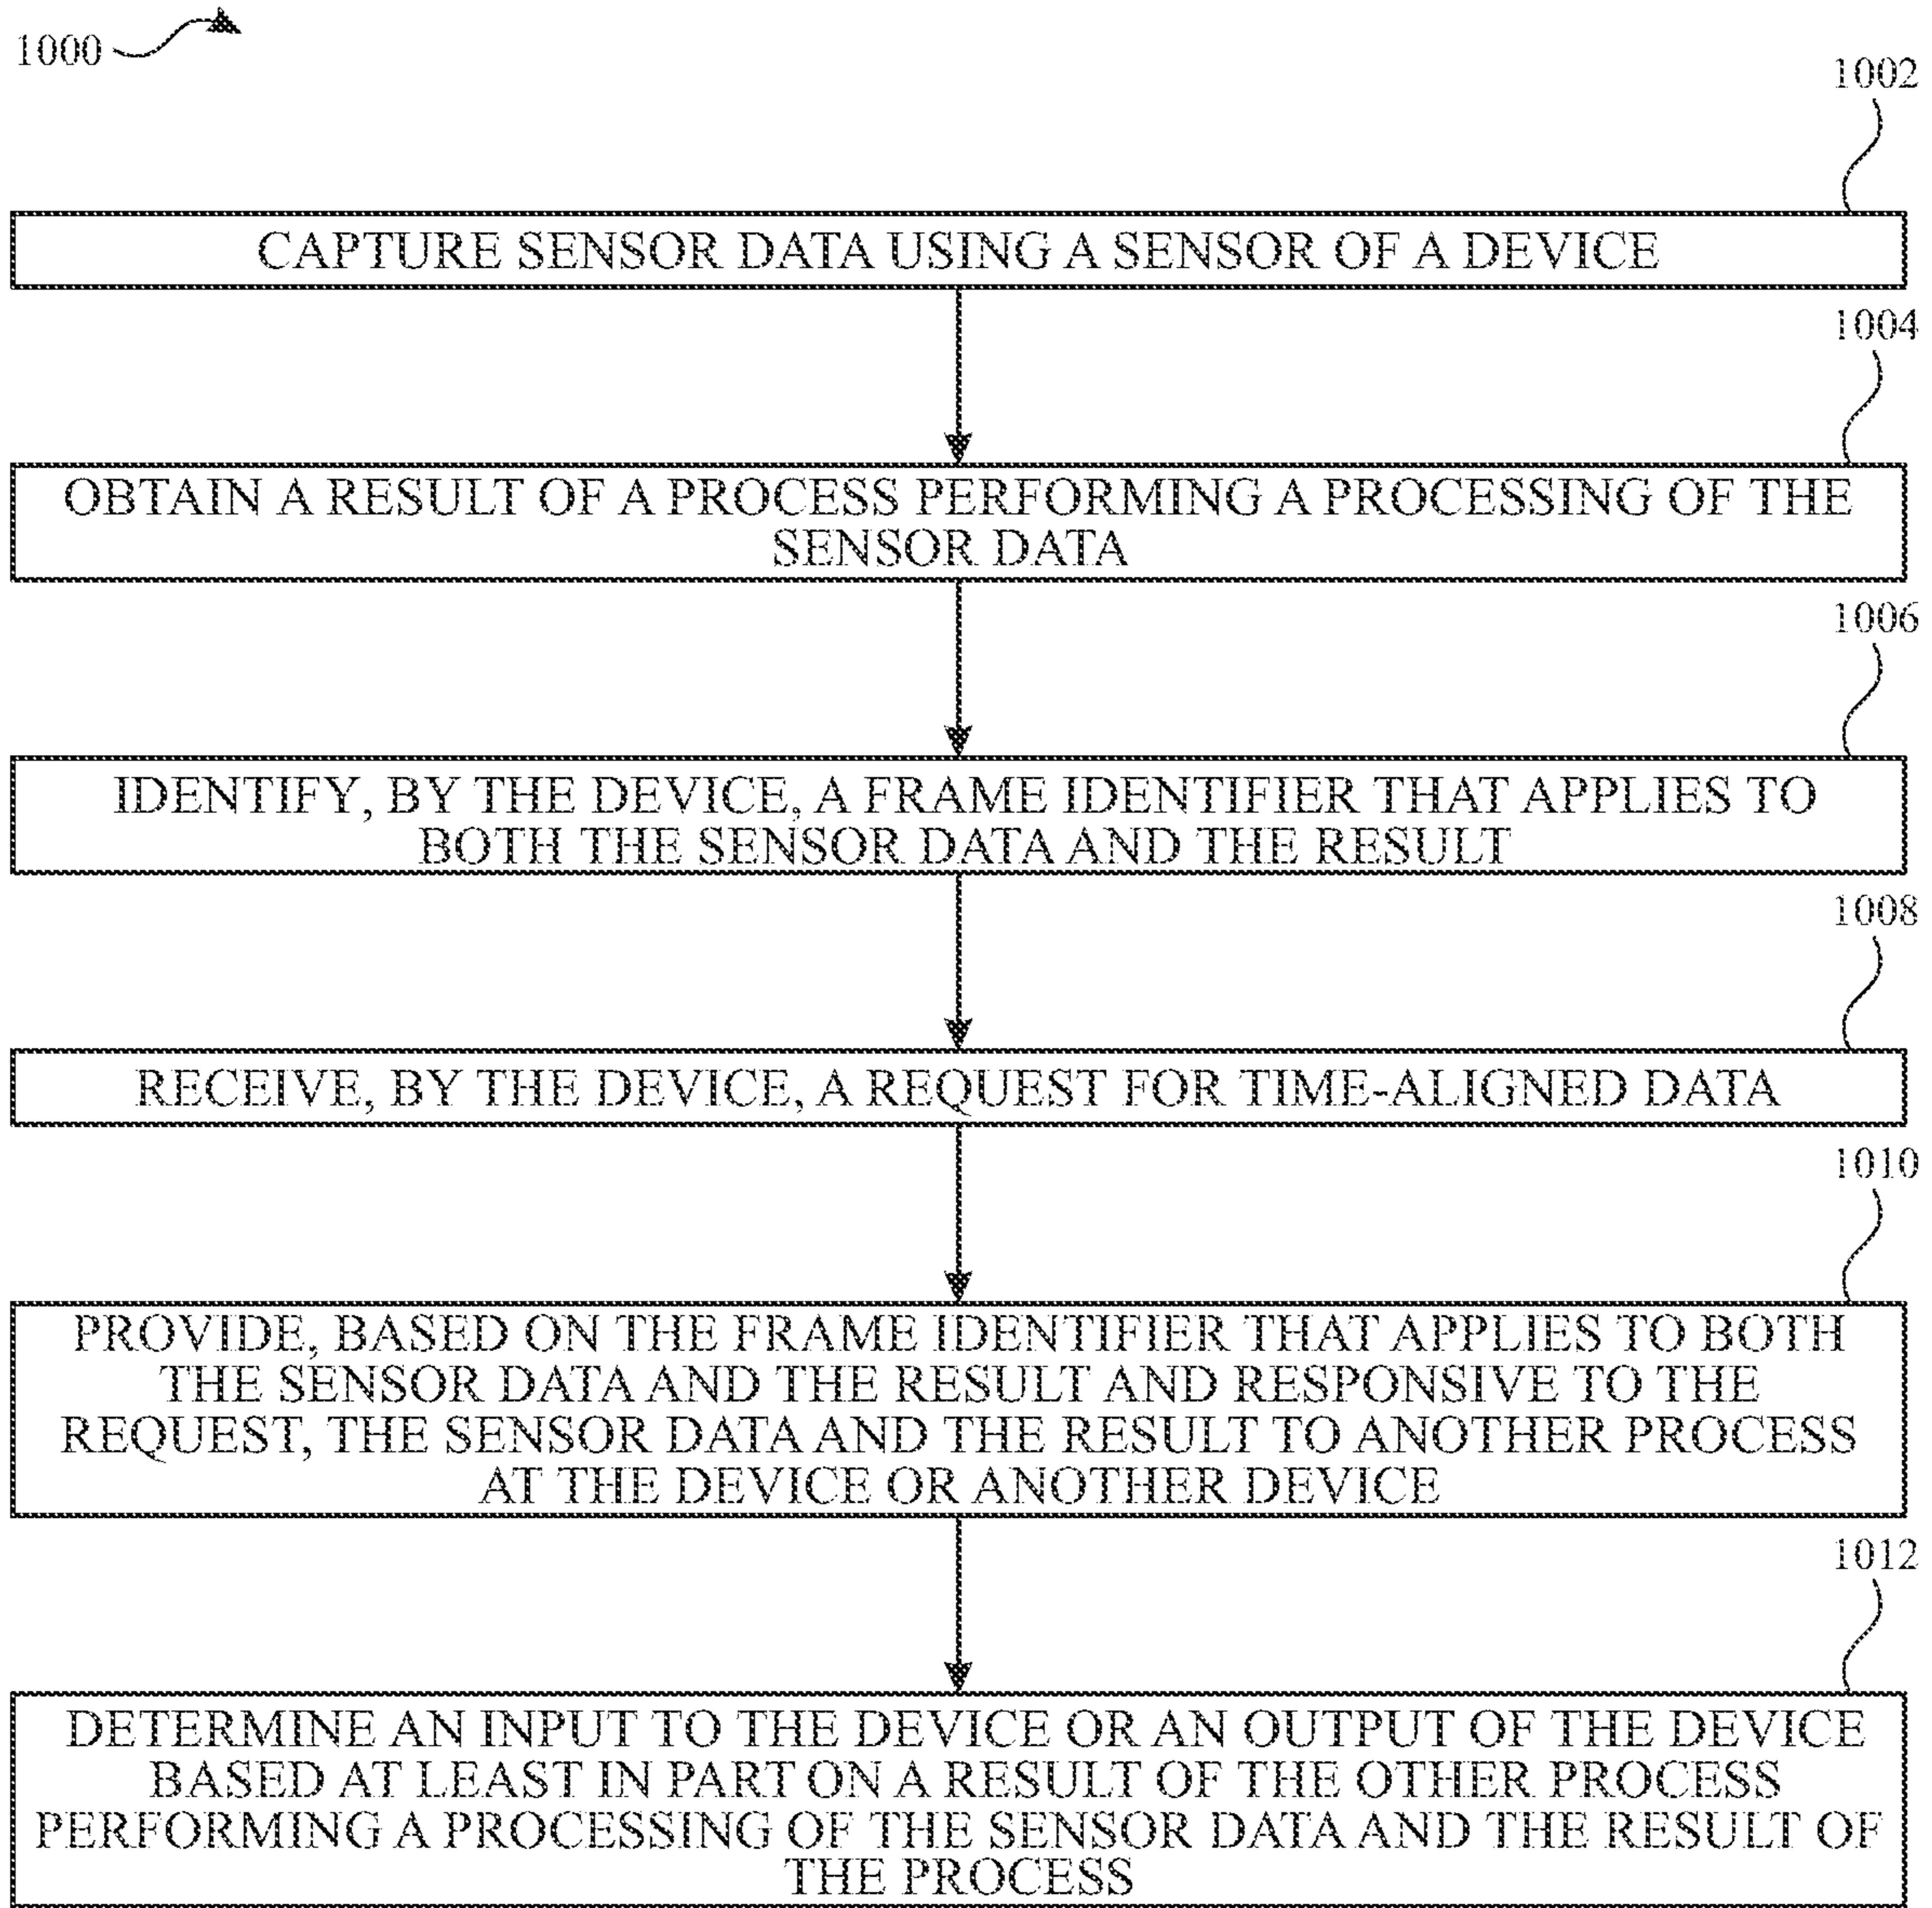 1000
1002
CAPTURE SENSOR DATA USING A SENSOR OF A DEVICE
1004
OBTAIN A RESULT OF A PROCESS PERFORMING A PROCESSING OF THE
SENSOR DATA
1006
IDENTIFY, BY THE DEVICE, A FRAME IDENTIFIER THAT APPLIES TO
BOTH THE SENSOR DATA AND THE RESULT
1008
RECEIVE, BY THE DEVICE, A REQUEST FOR TIME-ALIGNED DATA
1010
PROVIDE, BASED ON THE FRAME IDENTIFIER THAT APPLIES TO BOTH
THE SENSOR DATA AND THE RESULT AND RESPONSIVE TO THE
REQUEST, THE SENSOR DATA AND THE RESULT TO ANOTHER PROCESS
AT THE DEVICE OR ANOTHER DEVICE
1012
DETERMINE AN INPUT TO THE DEVICE OR AN OUTPUT OF THE DEVICE
BASED AT LEAST IN PART ON A RESULT OF THE OTHER PROCESS
PERFORMING A PROCESSING OF THE SENSOR DATA AND THE RESULT OF
THE PROCESS